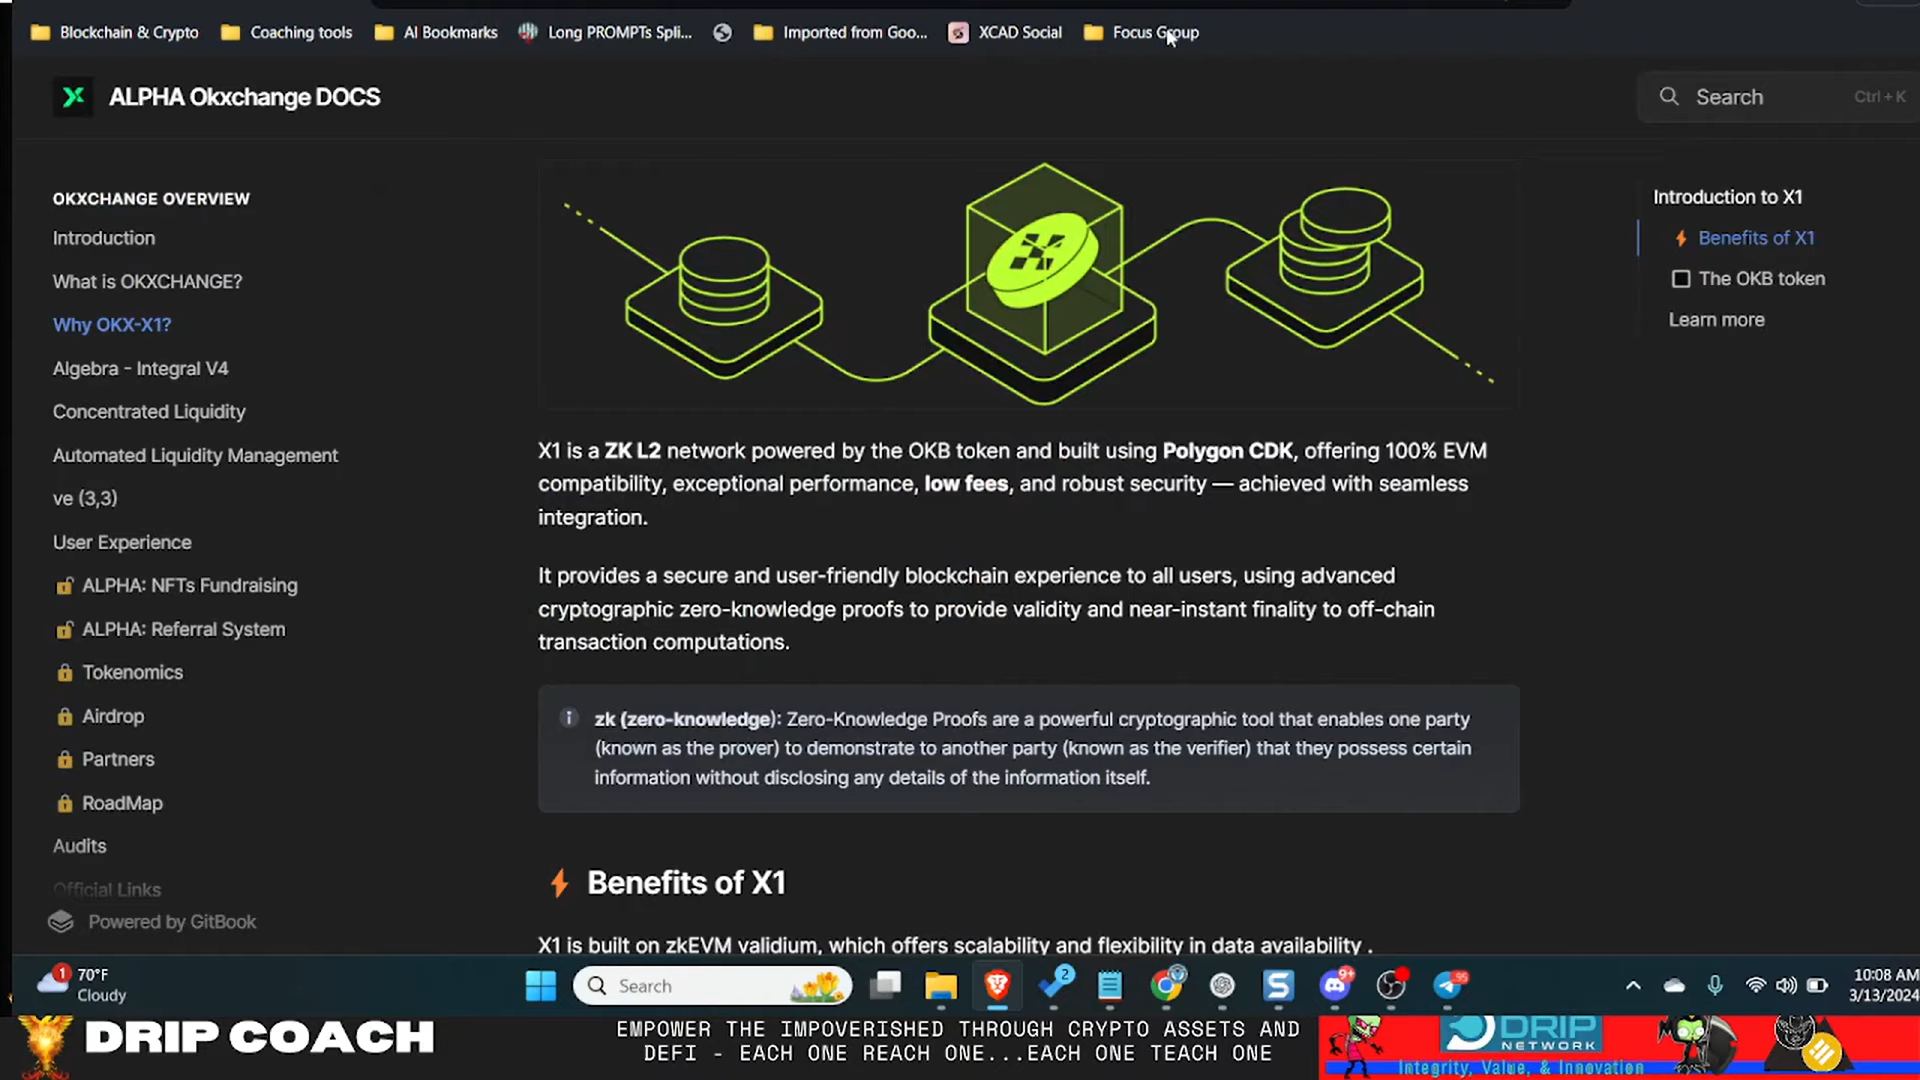 Blockchain & Crypto
Coaching tools
AI Bookmarks
Long PROMPTs Spli...
Imported from Goo...
XCAD Social
Focus Group
ALPHA Okxchange DOCS
Search
Ctrl + K
OKXCHANGE OVERVIEW
Introduction
What is OKXCHANGE?
Why OKX-X1?
Algebra - Integral V4
Concentrated Liquidity
Automated Liquidity Management
ve (3,3)
User Experience
ALPHA: NFTs Fundraising
ALPHA: Referral System
Tokenomics
Airdrop
Partners
RoadMap
Audits
Official Links
Powered by GitBook
X1 is a ZK L2 network powered by the OKB token and built using Polygon CDK, offering 100% EVM
compatibility, exceptional performance, low fees, and robust security — achieved with seamless
integration.
It provides a secure and user-friendly blockchain experience to all users, using advanced
cryptographic zero-knowledge proofs to provide validity and near-instant finality to off-chain
transaction computations.
zk (zero-knowledge): Zero-Knowledge Proofs are a powerful cryptographic tool that enables one party
(known as the prover) to demonstrate to another party (known as the verifier) that they possess certain
information without disclosing any details of the information itself.
Benefits of X1
X1 is built on zkEVM validium, which offers scalability and flexibility in data availability .
Introduction to X1
Benefits of X1
The OKB token
Learn more
1
70°F
Cloudy
Search
2
9+
95
10:08 AM
3/13/2024
DRIP COACH
EMPOWER THE IMPOVERISHED THROUGH CRYPTO ASSETS AND
DEFI - EACH ONE REACH ONE...EACH ONE TEACH ONE
DRIP
NETWORK
Integrity, Value, & Innovation